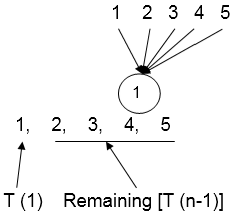 1 2 3 4 5
1
1, 2, 3, 4, 5
T (1) Remaining [T (n-1)]